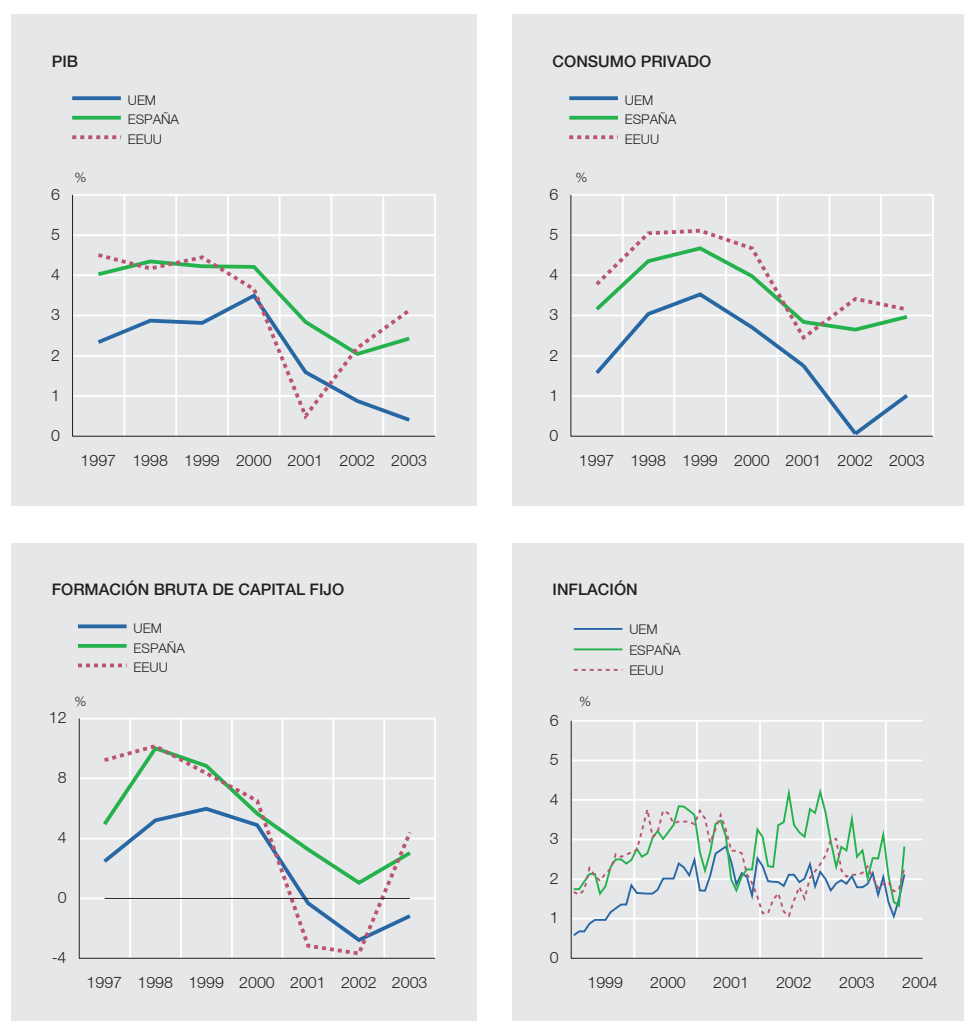 PIB
UEM
ESPAÑA
EEUU
%
6
5
4
3
2
1
0
1997 1998 1999 2000 2001 2002 2003
CONSUMO PRIVADO
UEM
ESPAÑA
EEUU
%
6
5
4
3
2
1
0
1997 1998 1999 2000 2001 2002 2003
FORMACIÓN BRUTA DE CAPITAL FIJO
UEM
ESPAÑA
EEUU
%
12
8
4
0
-4
1997 1998 1999 2000 2001 2002 2003
INFLACIÓN
UEM
ESPAÑA
EEUU
%
6
5
4
3
2
1
0
1999 2000 2001 2002 2003 2004